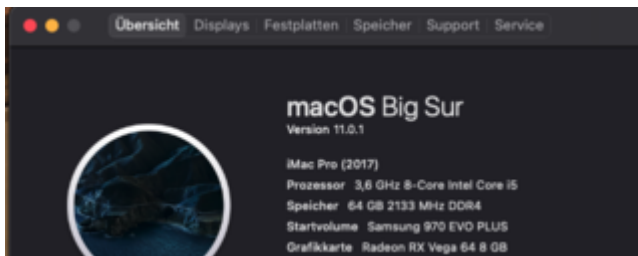 Übersicht Displays Festplatten Speicher Support Service
macOS Big Sur
Version 11.0.1
iMac Pro (2017)
Prozessor 3,6 GHz 8-Core Intel Core i5
Speicher 64 GB 2133 MHz DDR4
Startvolume Samsung 970 EVO PLUS
Grafikkarte Radeon RX Vega 64 8 GB